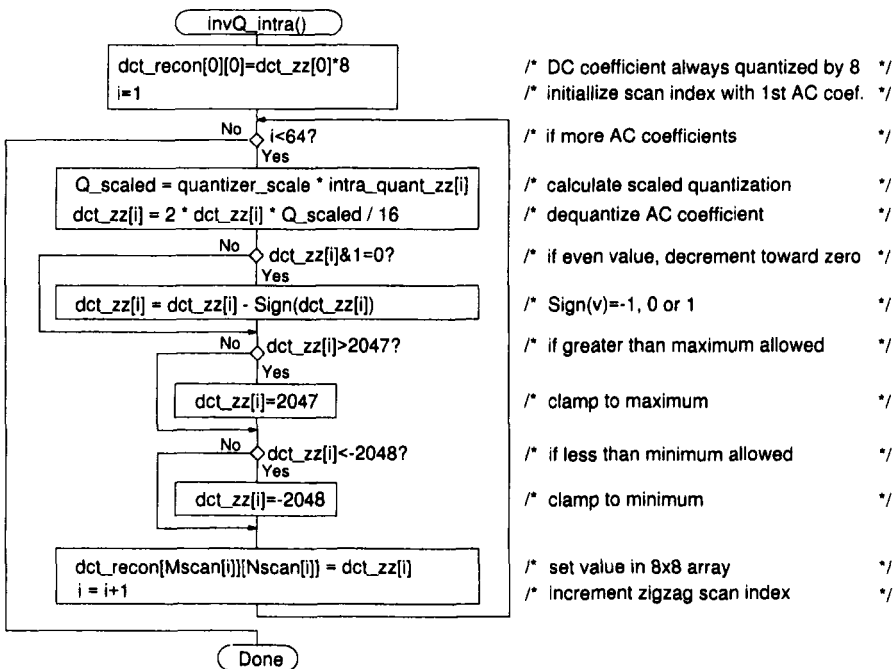 invQ_intra()
dct_recon[0][0]=dct_zz[0]*8 /* DC coefficient always quantized by 8 */
i=1 /* initiallize scan index with 1st AC coef. */
No i<64? /* if more AC coefficients */
Yes
Q_scaled = quantizer_scale * intra_quant_zz[i] /* calculate scaled quantization */
dct_zz[i] = 2 * dct_zz[i] * Q_scaled / 16 /* dequantize AC coefficient */
No dct_zz[i]&1=0? /* if even value, decrement toward zero */
Yes
dct_zz[i] = dct_zz[i] - Sign(dct_zz[i]) /* Sign(v)=-1, 0 or 1 */
No dct_zz[i]>2047? /* if greater than maximum allowed */
Yes
dct_zz[i]=2047 /* clamp to maximum */
No dct_zz[i]<-2048? /* if less than minimum allowed */
Yes
dct_zz[i]=-2048 /* clamp to minimum */
dct_recon[Mscan[i]][Nscan[i]] = dct_zz[i] /* set value in 8x8 array */
i = i+1 /* increment zigzag scan index */
Done